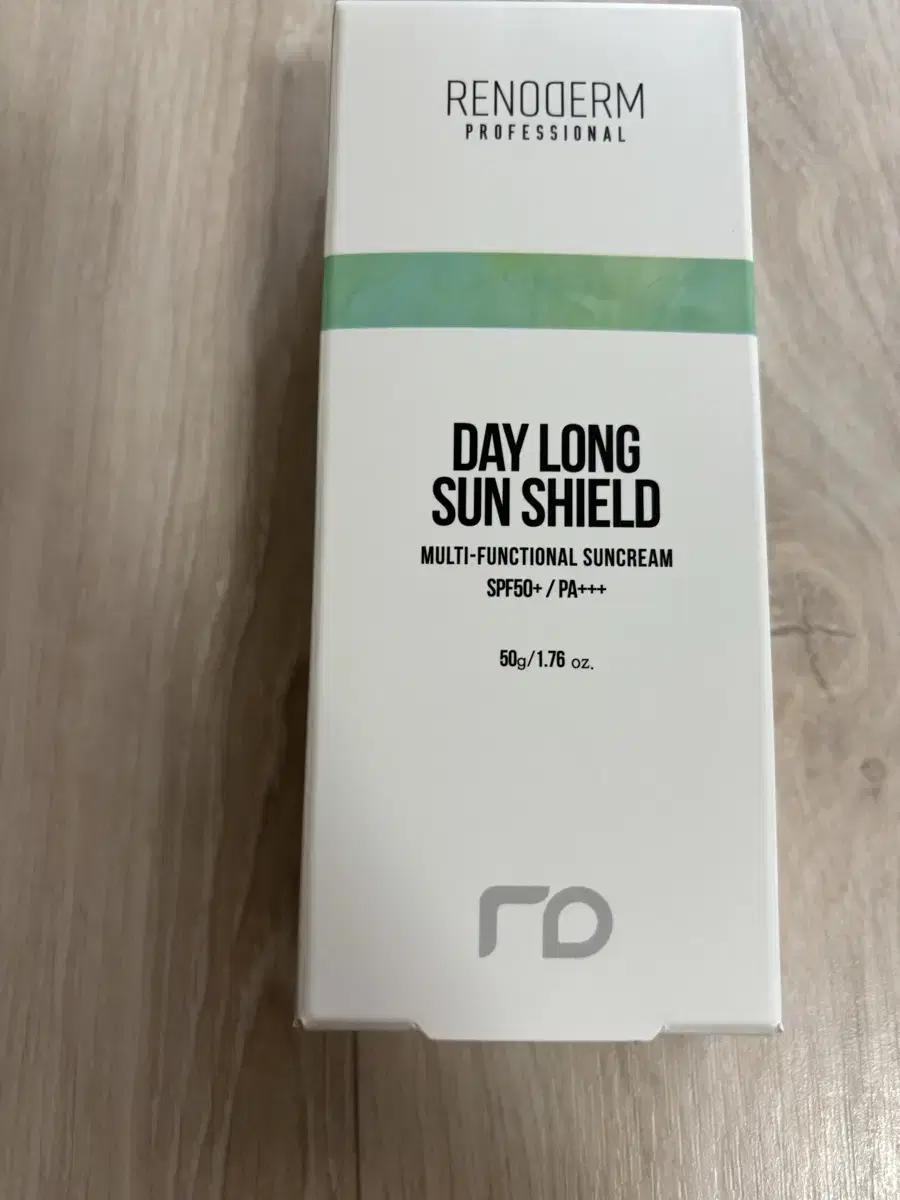 RENODERM
PROFESSIONAL
DAY LONG
SUN SHIELD
MULTI-FUNCTIONAL SUNCREAM
SPF50+ / PA+++
50g/1.76 oz.
rD